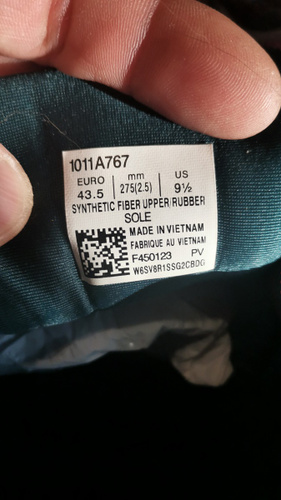 1011A767
EURO mm US
43.5 275(2.5) 9½
SYNTHETIC FIBER UPPER/RUBBER
SOLE
MADE IN VIETNAM
FABRIQUE AU VIETNAM
F450123 PV
W6SV8R1SSG2CBDG